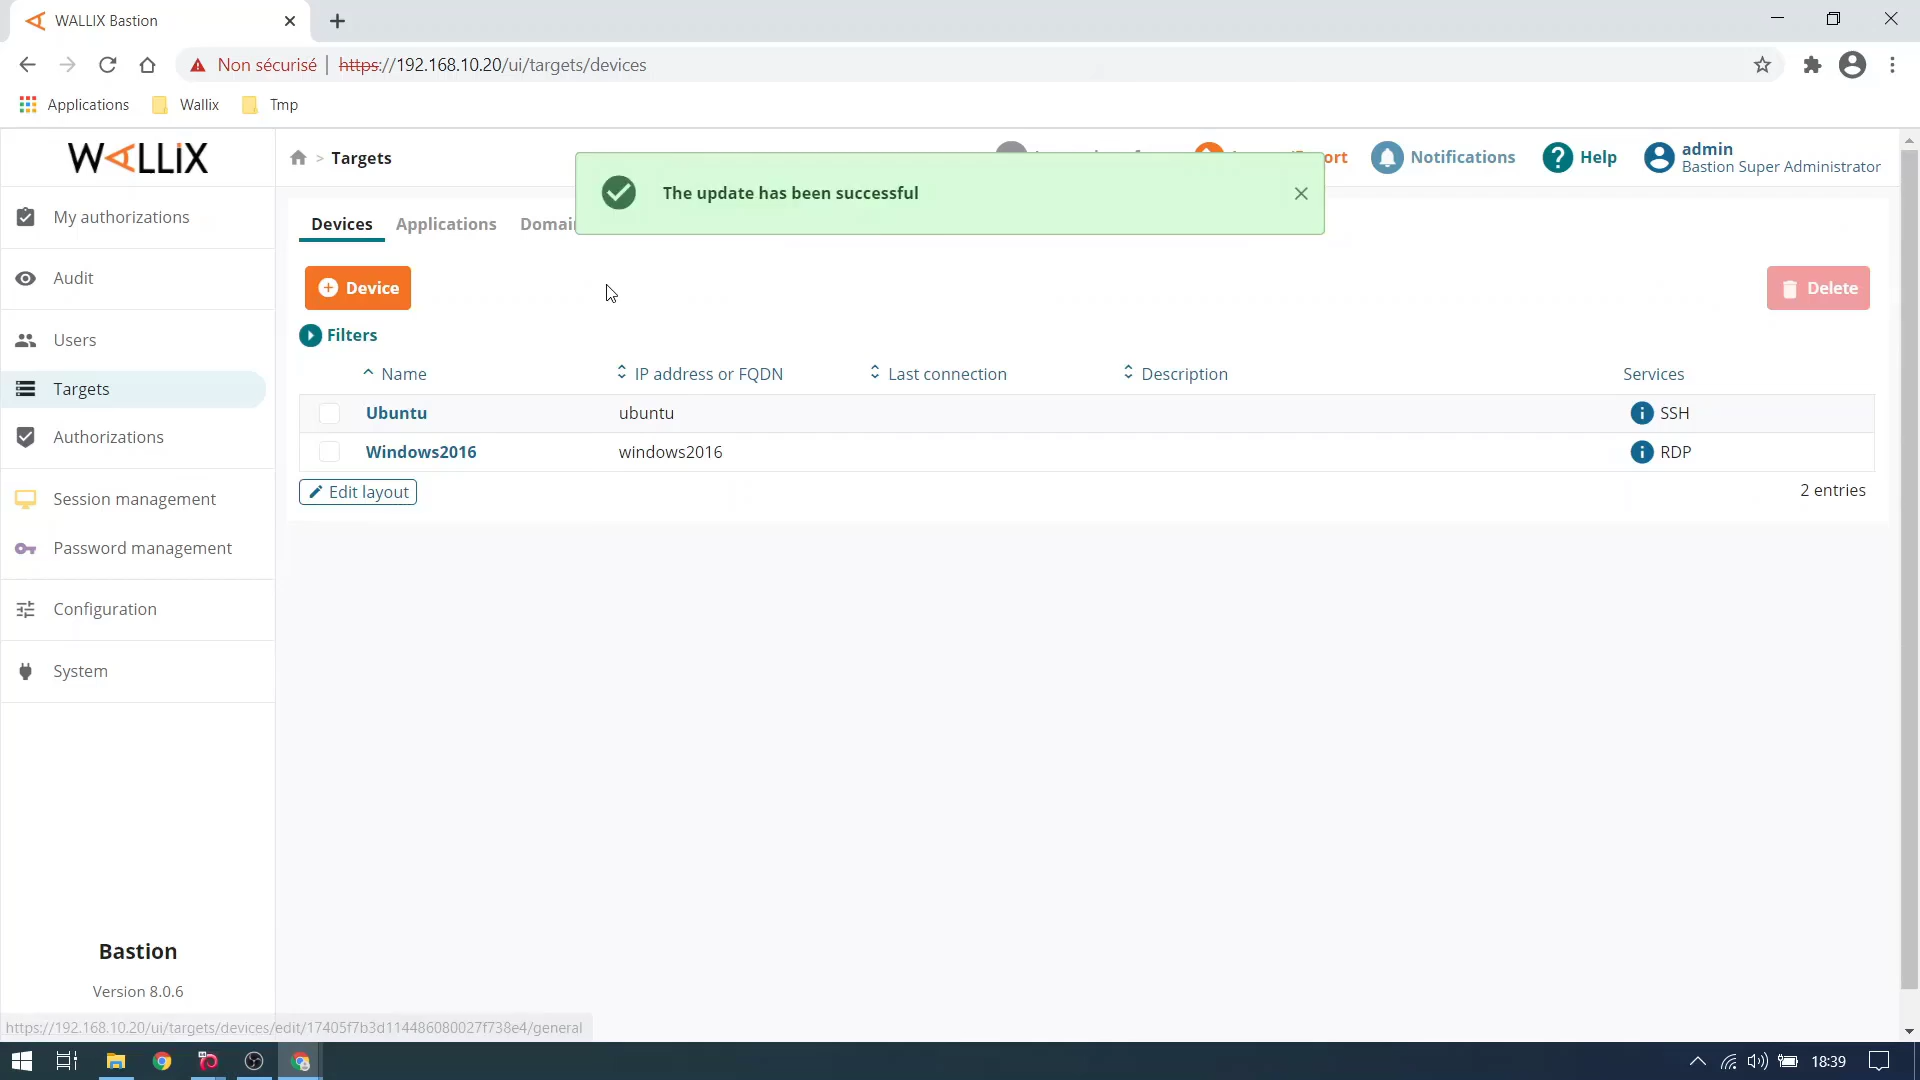 WALLIX Bastion
Non sécurisé | https://192.168.10.20/ui/targets/devices
Applications
Wallix
Tmp
WALLIX
> Targets
ort
Notifications
Help
admin
Bastion Super Administrator
The update has been successful
My authorizations
Audit
Users
Targets
Authorizations
Session management
Password management
Configuration
System
Devices
Applications
Domai
Device
Delete
Filters
Name
IP address or FQDN
Last connection
Description
Services
Ubuntu
ubuntu
SSH
Windows2016
windows2016
RDP
Edit layout
2 entries
Bastion
Version 8.0.6
https://192.168.10.20/ui/targets/devices/edit/17405f7b3d114486080027f738e4/general
18:39